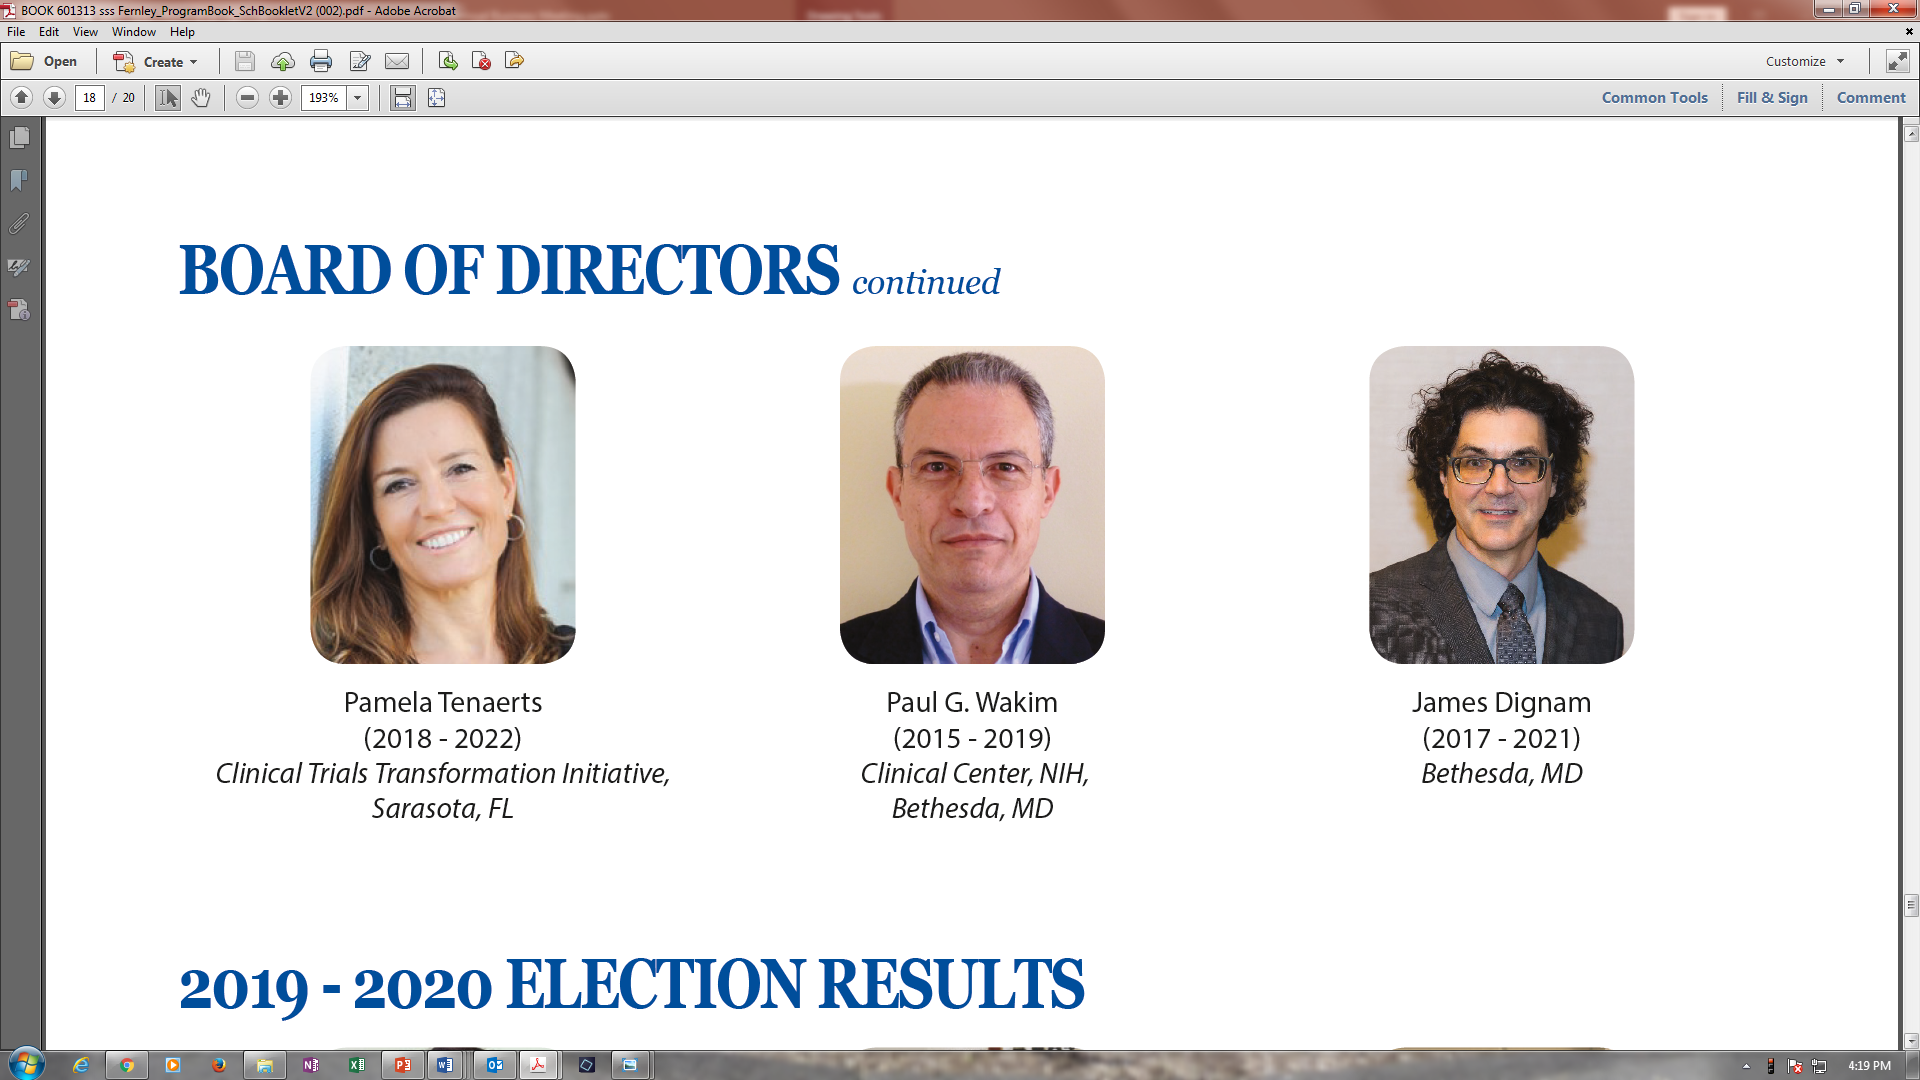 BOOK 601313 sss Fernley_ProgramBook_SchBookletV2 (002).pdf - Adobe Acrobat
File Edit View Window Help
Open Create Customize
18 / 20 193% Common Tools Fill & Sign Comment
BOARD OF DIRECTORS continued
Pamela Tenaerts
(2018 - 2022)
Clinical Trials Transformation Initiative,
Sarasota, FL
Paul G. Wakim
(2015 - 2019)
Clinical Center, NIH,
Bethesda, MD
James Dignam
(2017 - 2021)
Bethesda, MD
2019 - 2020 ELECTION RESULTS
4:19 PM